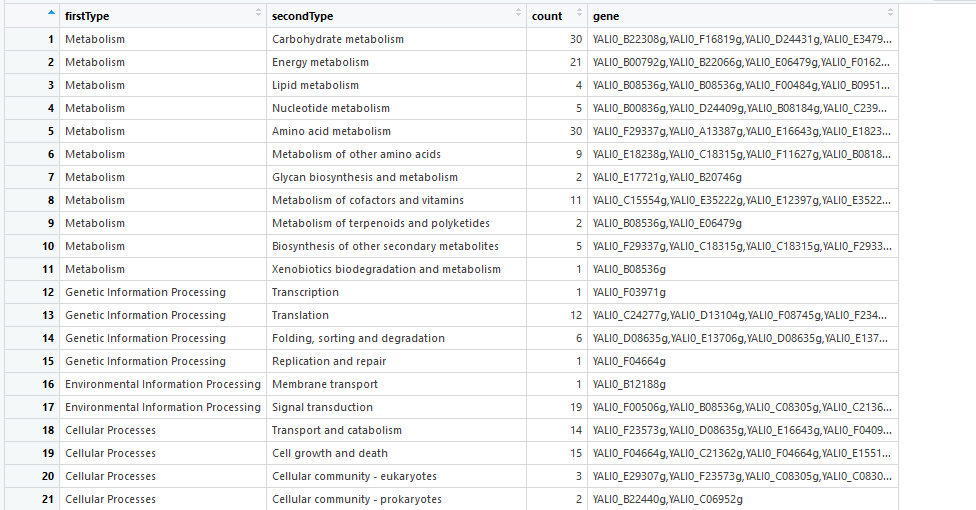 firstType secondType count gene
1 Metabolism Carbohydrate metabolism 30 YALI0_B22308g,YALI0_F16819g,YALI0_D24431g,YALI0_E3479...
2 Metabolism Energy metabolism 21 YALI0_B00792g,YALI0_B22066g,YALI0_E06479g,YALI0_F0162...
3 Metabolism Lipid metabolism 4 YALI0_B08536g,YALI0_B08536g,YALI0_F00484g,YALI0_B0951...
4 Metabolism Nucleotide metabolism 5 YALI0_B00836g,YALI0_D24409g,YALI0_B08184g,YALI0_C239...
5 Metabolism Amino acid metabolism 30 YALI0_F29337g,YALI0_A13387g,YALI0_E16643g,YALI0_E1823...
6 Metabolism Metabolism of other amino acids 9 YALI0_E18238g,YALI0_C18315g,YALI0_F11627g,YALI0_B0818...
7 Metabolism Glycan biosynthesis and metabolism 2 YALI0_E17721g,YALI0_B20746g
8 Metabolism Metabolism of cofactors and vitamins 11 YALI0_C15554g,YALI0_E35222g,YALI0_E12397g,YALI0_E3522...
9 Metabolism Metabolism of terpenoids and polyketides 2 YALI0_B08536g,YALI0_E06479g
10 Metabolism Biosynthesis of other secondary metabolites 5 YALI0_F29337g,YALI0_C18315g,YALI0_C18315g,YALI0_F2933...
11 Metabolism Xenobiotics biodegradation and metabolism 1 YALI0_B08536g
12 Genetic Information Processing Transcription 1 YALI0_F03971g
13 Genetic Information Processing Translation 12 YALI0_C24277g,YALI0_D13104g,YALI0_F08745g,YALI0_F234...
14 Genetic Information Processing Folding, sorting and degradation 6 YALI0_D08635g,YALI0_E13706g,YALI0_D08635g,YALI0_E137...
15 Genetic Information Processing Replication and repair 1 YALI0_F04664g
16 Environmental Information Processing Membrane transport 1 YALI0_B12188g
17 Environmental Information Processing Signal transduction 19 YALI0_F00506g,YALI0_B08536g,YALI0_C08305g,YALI0_C2136...
18 Cellular Processes Transport and catabolism 14 YALI0_F23573g,YALI0_D08635g,YALI0_E16643g,YALI0_F0409...
19 Cellular Processes Cell growth and death 15 YALI0_F04664g,YALI0_C21362g,YALI0_F04664g,YALI0_E1551...
20 Cellular Processes Cellular community - eukaryotes 3 YALI0_E29307g,YALI0_F23573g,YALI0_C08305g,YALI0_C0830...
21 Cellular Processes Cellular community - prokaryotes 2 YALI0_B22440g,YALI0_C06952g